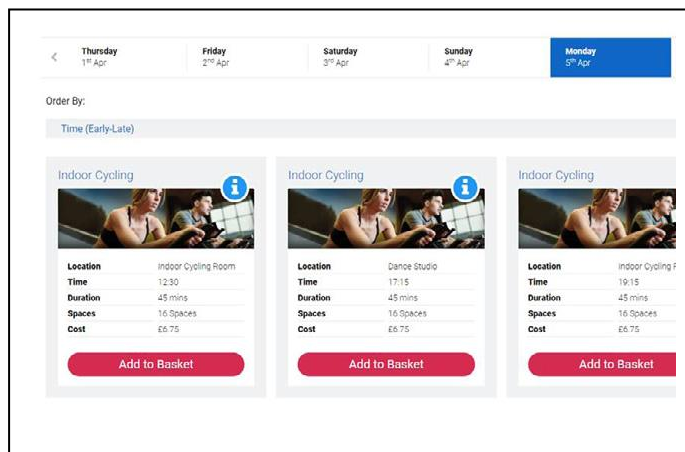 Thursday
1st Apr
Friday
2nd Apr
Saturday
3rd Apr
Sunday
4th Apr
Monday
5th Apr
Order By:
Time (Early-Late)
Indoor Cycling
Location Indoor Cycling Room
Time 12:30
Duration 45 mins
Spaces 16 Spaces
Cost £6.75
Add to Basket
Indoor Cycling
Location Dance Studio
Time 17:15
Duration 45 mins
Spaces 16 Spaces
Cost £6.75
Add to Basket
Indoor Cycling
Location Indoor Cycling
Time 19:15
Duration 45 mins
Spaces 16 Spaces
Cost £6.75
Add to Basket